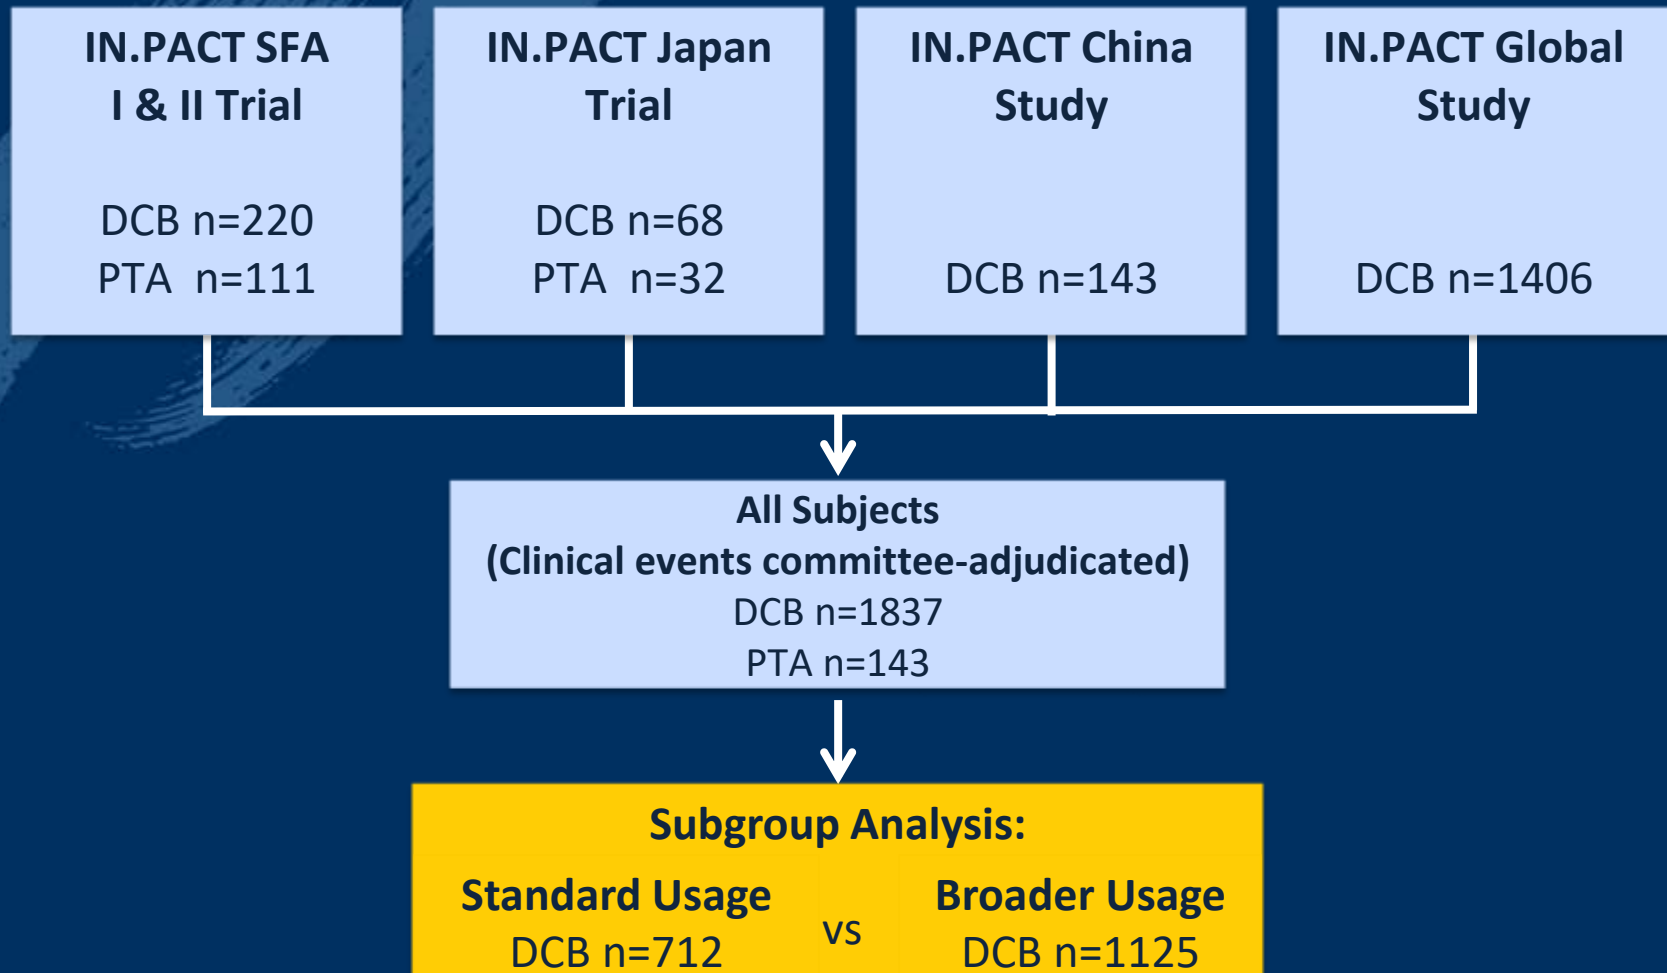 IN.PACT SFA
I & II Trial
DCB n=220
PTA n=111
IN.PACT Japan
Trial
DCB n=68
PTA n=32
IN.PACT China
Study
DCB n=143
IN.PACT Global
Study
DCB n=1406
All Subjects
(Clinical events committee-adjudicated)
DCB n=1837
PTA n=143
Subgroup Analysis:
Standard Usage
DCB n=712
vs
Broader Usage
DCB n=1125